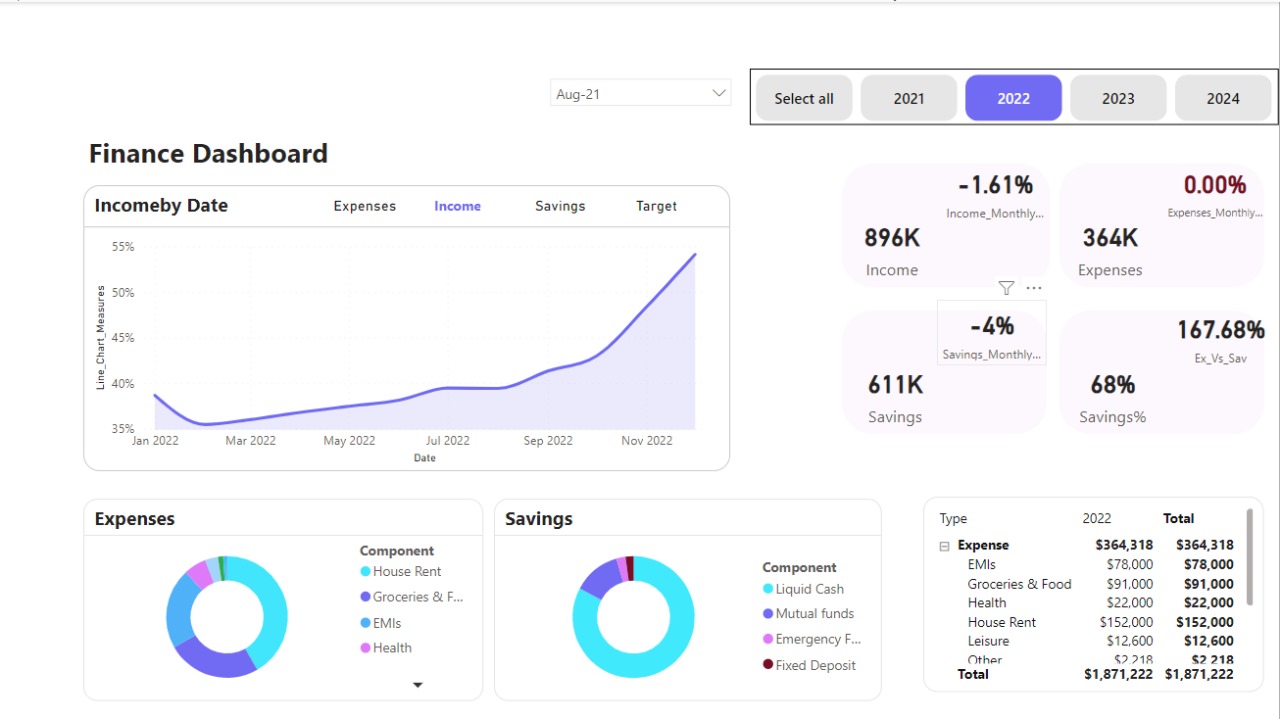 Aug-21
Select all 2021 2022 2023 2024
Finance Dashboard
Incomeby Date Expenses Income Savings Target
55%
50%
45%
40%
35%
Line_Chart_Measures
Jan 2022 Mar 2022 May 2022 Jul 2022 Sep 2022 Nov 2022
Date
-1.61%
Income_Monthly...
896K
Income
0.00%
Expenses_Monthly...
364K
Expenses
-4%
Savings_Monthly...
611K
Savings
167.68%
Ex_Vs_Sav
68%
Savings%
Expenses
Component
House Rent
Groceries & F...
EMIs
Health
Savings
Component
Liquid Cash
Mutual funds
Emergency F...
Fixed Deposit
Type 2022 Total
Expense $364,318 $364,318
EMIs $78,000 $78,000
Groceries & Food $91,000 $91,000
Health $22,000 $22,000
House Rent $152,000 $152,000
Leisure $12,600 $12,600
Other $2,218 $2,218
Total $1,871,222 $1,871,222